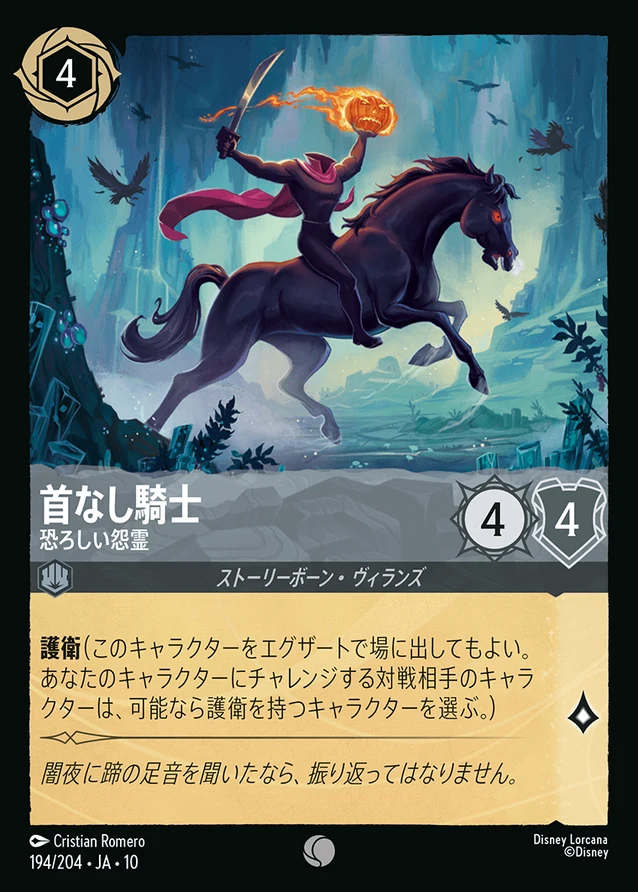 4
首なし騎士
恐ろしい怨霊
4
4
ストーリーボーン・ヴィランズ
護衛(このキャラクターをエグザートで場に出してもよい。
あなたのキャラクターにチャレンジする対戦相手のキャラ
クターは、可能なら護衛を持つキャラクターを選ぶ。)
闇夜に蹄の足音を聞いたなら、振り返ってはなりません。
Cristian Romero
194/204 • JA • 10
Disney Lorcana
©Disney